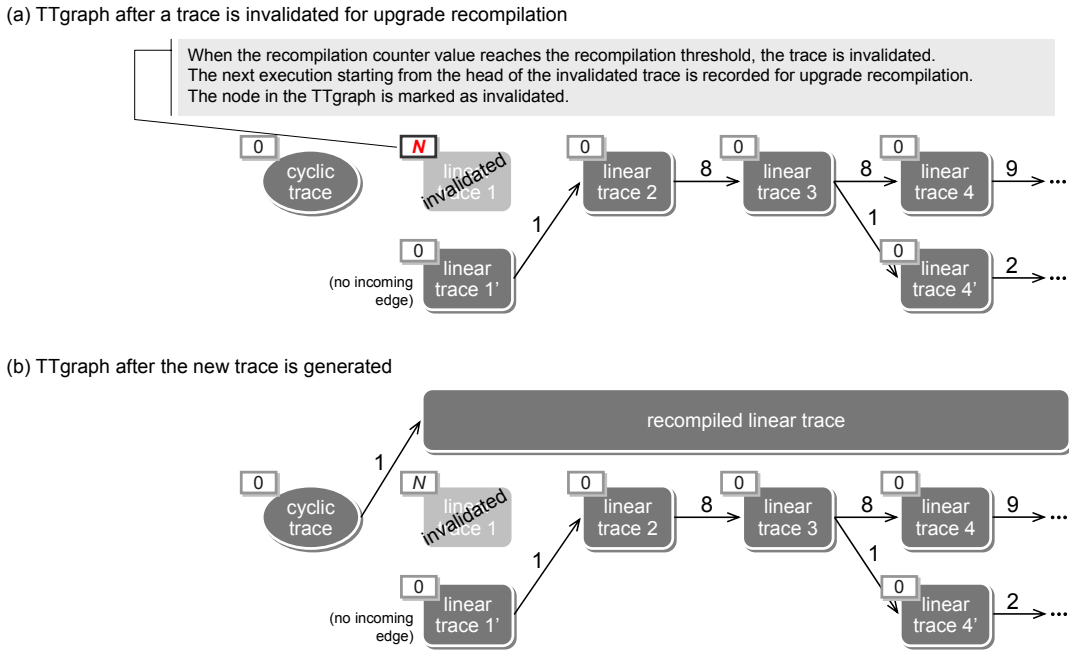 (a) TTgraph after a trace is invalidated for upgrade recompilation
When the recompilation counter value reaches the recompilation threshold, the trace is invalidated.
The next execution starting from the head of the invalidated trace is recorded for upgrade recompilation.
The node in the TTgraph is marked as invalidated.
0
cyclic
trace
N
linear
trace 1
invalidated
0
linear
trace 2
8
0
linear
trace 3
8
0
linear
trace 4
9
...
1
1
0
linear
trace 1’
(no incoming
edge)
0
linear
trace 4’
2
...
(b) TTgraph after the new trace is generated
recompiled linear trace
1
0
cyclic
trace
N
linear
trace 1
invalidated
0
linear
trace 2
8
0
linear
trace 3
8
0
linear
trace 4
9
...
1
1
0
linear
trace 1’
(no incoming
edge)
0
linear
trace 4’
2
...